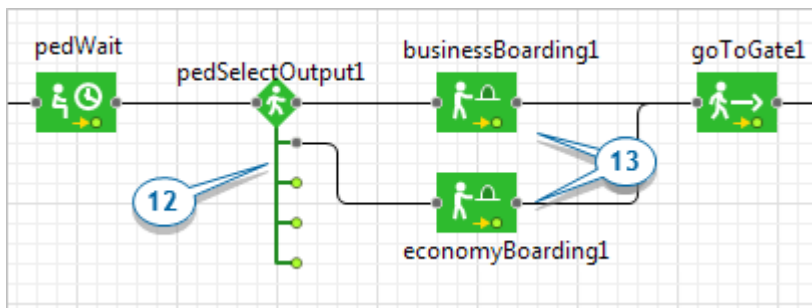 pedWait
pedSelectOutput1
businessBoarding1
goToGate1
12
13
economyBoarding1